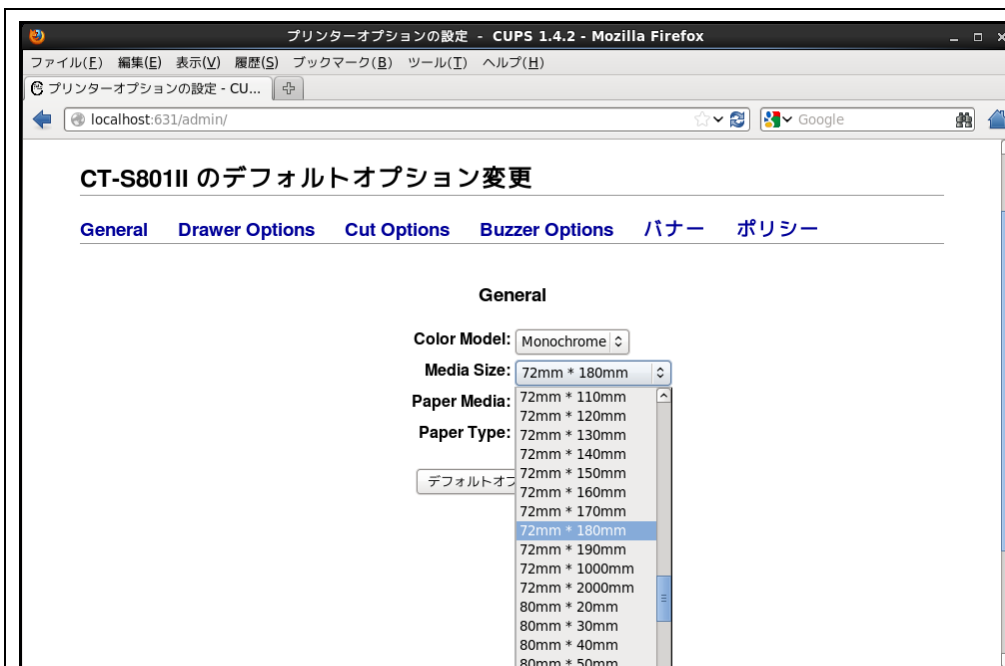 プリンターオプションの設定 - CUPS 1.4.2 - Mozilla Firefox
ファイル(F) 編集(E) 表示(V) 履歴(S) ブックマーク(B) ツール(T) ヘルプ(H)
プリンターオプションの設定 - CU...
localhost:631/admin/ Google
CT-S801II のデフォルトオプション変更
General Drawer Options Cut Options Buzzer Options バナー ポリシー
General
Color Model: Monochrome
Media Size: 72mm * 180mm
Paper Media: 72mm * 110mm
72mm * 120mm
Paper Type: 72mm * 130mm
72mm * 140mm
デフォルトオプ 72mm * 150mm
72mm * 160mm
72mm * 170mm
72mm * 180mm
72mm * 190mm
72mm * 1000mm
72mm * 2000mm
80mm * 20mm
80mm * 30mm
80mm * 40mm
80mm * 50mm